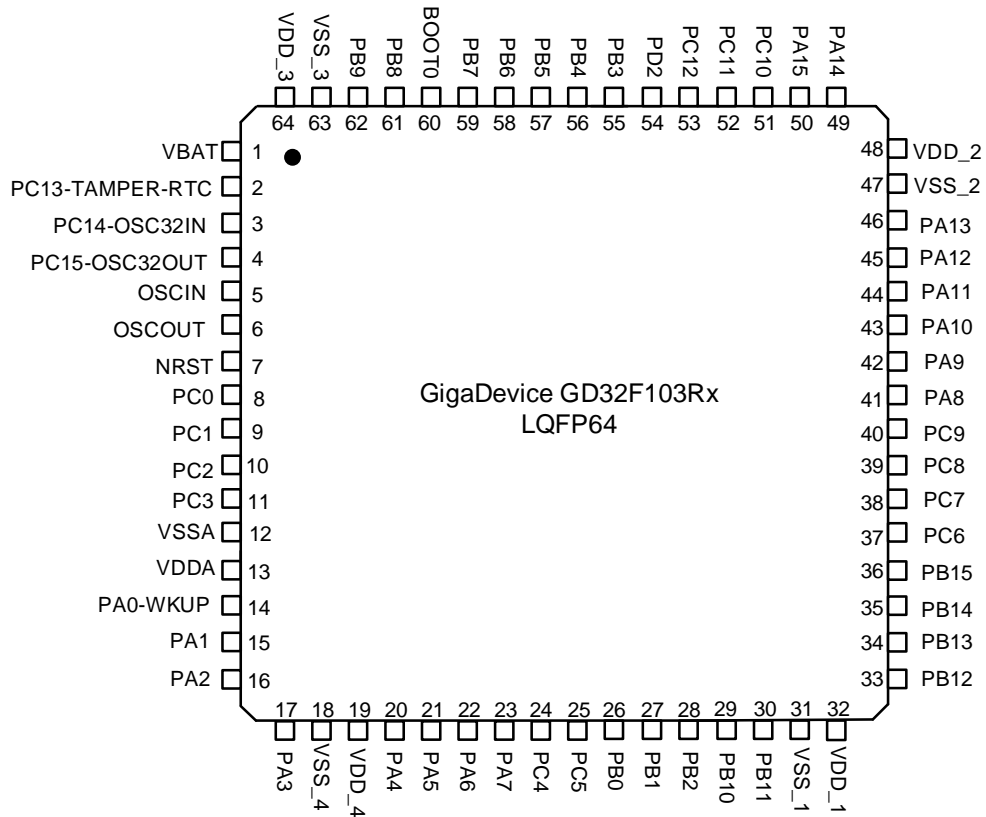 VDD_3
VSS_3
PB9
PB8
BOOT0
PB7
PB6
PB5
PB4
PB3
PD2
PC12
PC11
PC10
PA15
PA14
64 63 62 61 60 59 58 57 56 55 54 53 52 51 50 49
VBAT 1
PC13-TAMPER-RTC 2
PC14-OSC32IN 3
PC15-OSC32OUT 4
OSCIN 5
OSCOUT 6
NRST 7
PC0 8
PC1 9
PC2 10
PC3 11
VSSA 12
VDDA 13
PA0-WKUP 14
PA1 15
PA2 16
GigaDevice GD32F103Rx
LQFP64
48 VDD_2
47 VSS_2
46 PA13
45 PA12
44 PA11
43 PA10
42 PA9
41 PA8
40 PC9
39 PC8
38 PC7
37 PC6
36 PB15
35 PB14
34 PB13
33 PB12
17 18 19 20 21 22 23 24 25 26 27 28 29 30 31 32
PA3
VSS_4
VDD_4
PA4
PA5
PA6
PA7
PC4
PC5
PB0
PB1
PB2
PB10
PB11
VSS_1
VDD_1